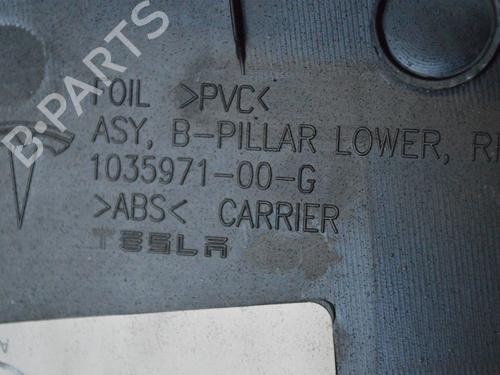 B-PARTS
FOIL >PVC<
ASY, B-PILLAR LOWER,
1035971-00-G
>ABS< CARRIER
TESLA